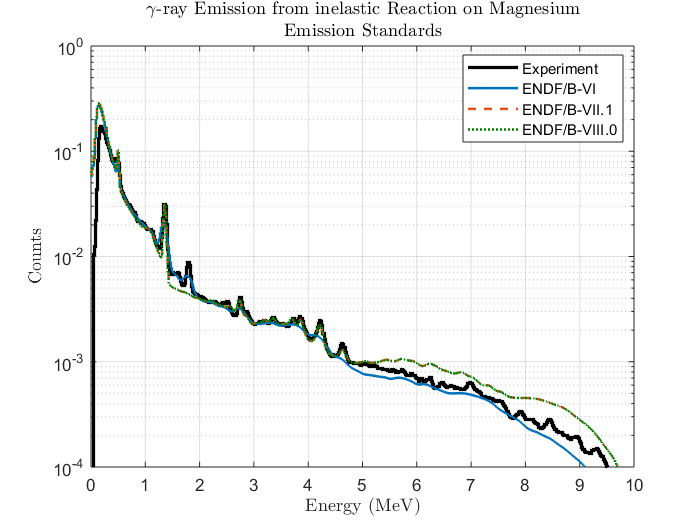 γ-ray Emission from inelastic Reaction on Magnesium
Emission Standards
Experiment
ENDF/B-VI
ENDF/B-VII.1
ENDF/B-VIII.0
Counts
10^0
10^-1
10^-2
10^-3
10^-4
0 1 2 3 4 5 6 7 8 9 10
Energy (MeV)